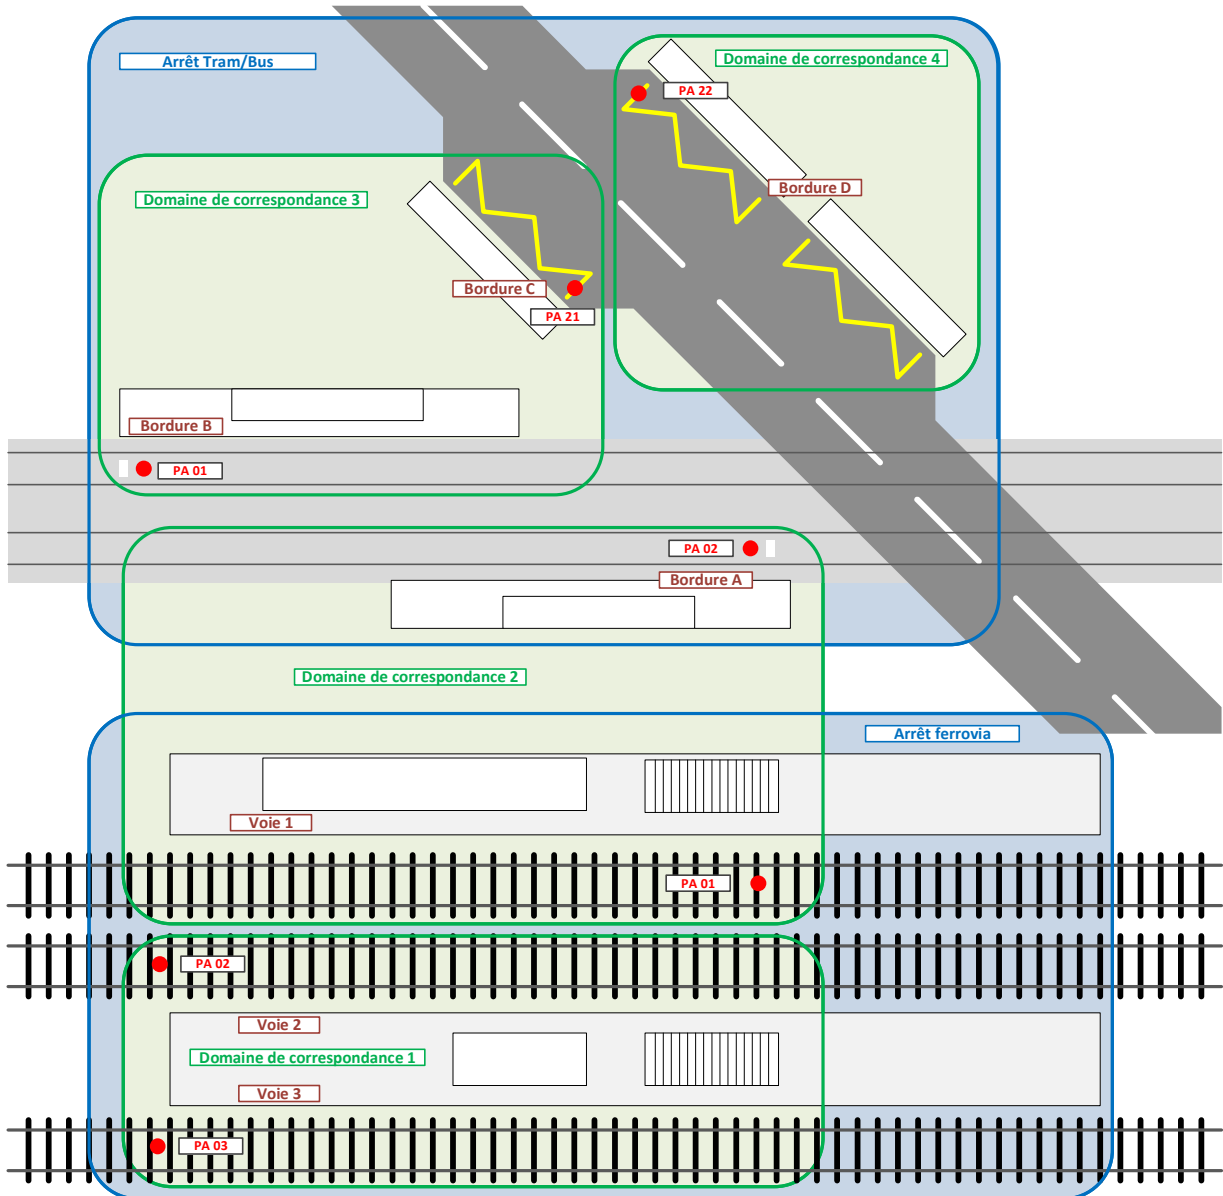 Arrêt Tram/Bus
Domaine de correspondance 4
PA 22
Bordure D
Domaine de correspondance 3
Bordure C
PA 21
Bordure B
PA 01
PA 02
Bordure A
Domaine de correspondance 2
Arrêt ferrovia
Voie 1
PA 01
PA 02
Voie 2
Domaine de correspondance 1
Voie 3
PA 03